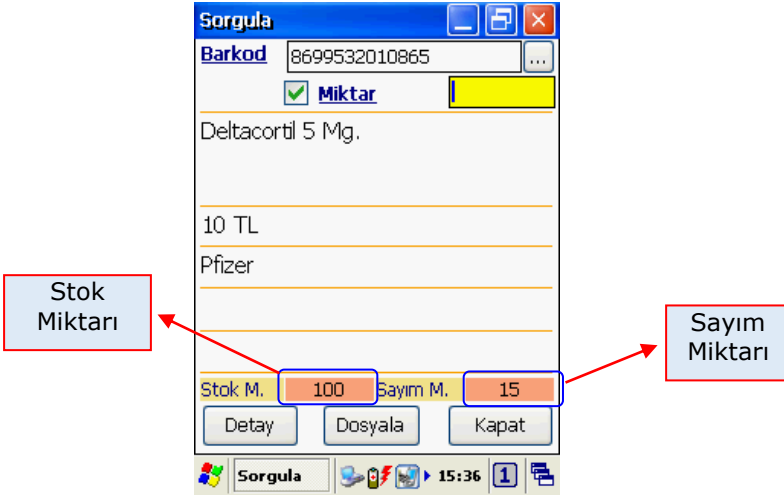 Sorgula
Barkod 8699532010865 ...
Miktar
Deltacortil 5 Mg.
10 TL
Pfizer
Stok
Miktarı
Sayım
Miktarı
Stok M. 100 Sayım M. 15
Detay Dosyala Kapat
Sorgula 15:36 1